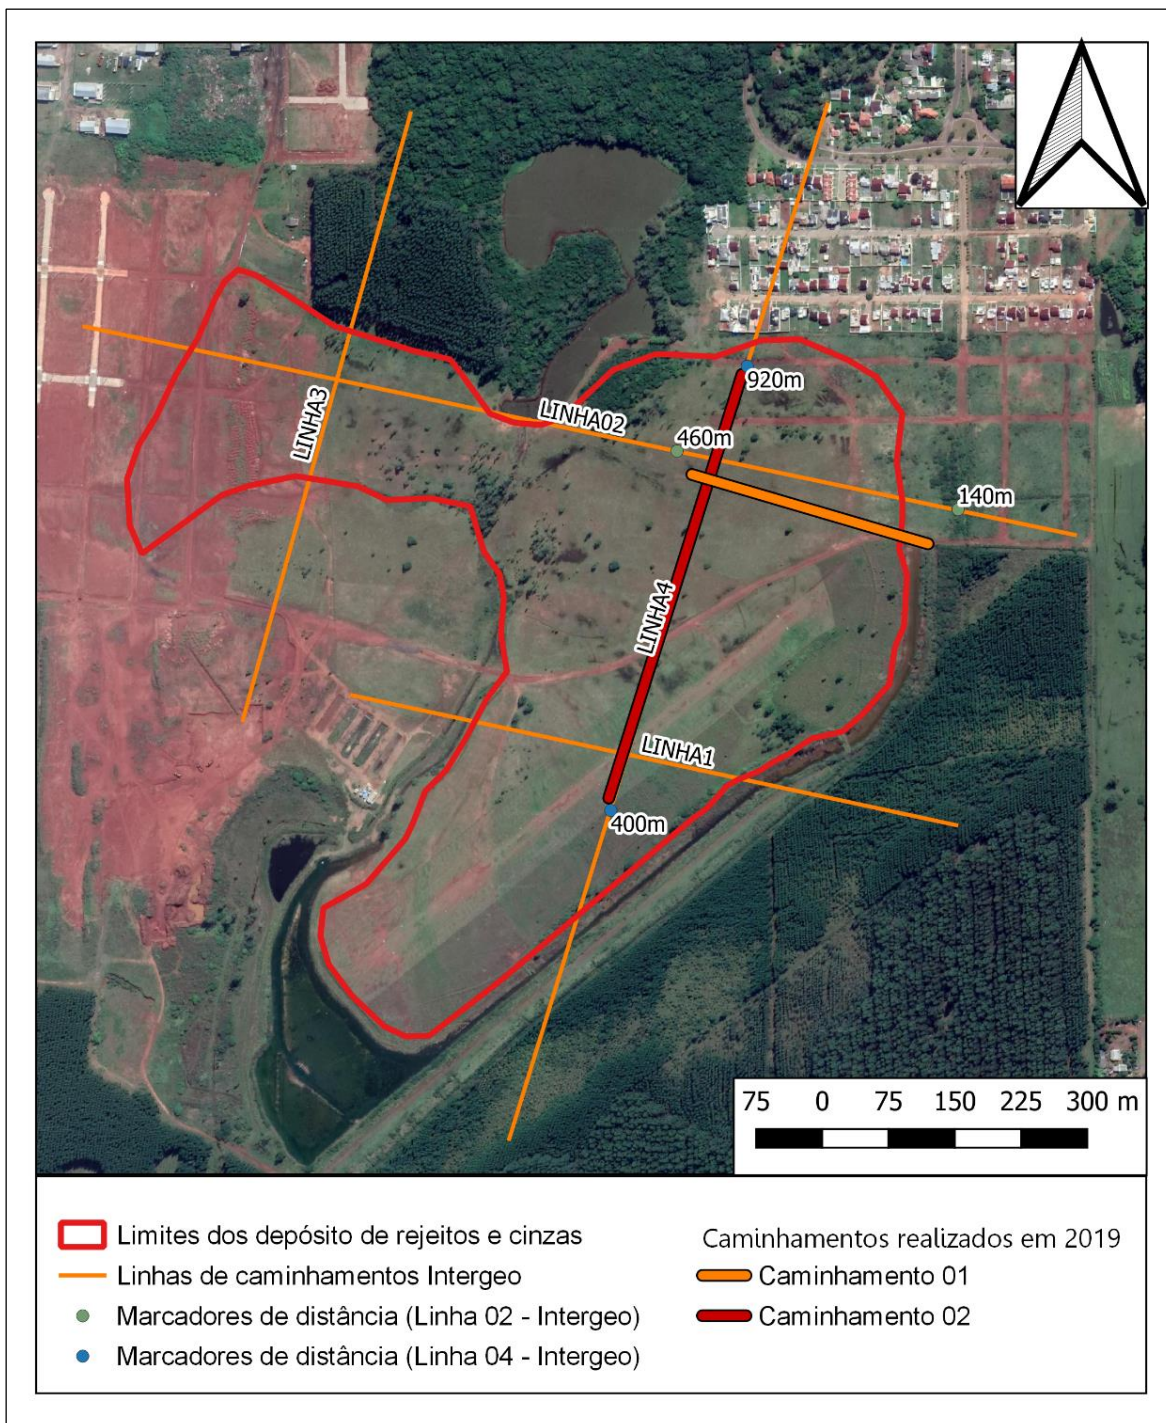 920m
LINHA02
LINHA3
460m
140m
LINHA4
LINHA1
400m
75 0 75 150 225 300 m
Limites dos depósito de rejeitos e cinzas
Linhas de caminhamentos Intergeo
Marcadores de distância (Linha 02 - Intergeo)
Marcadores de distância (Linha 04 - Intergeo)
Caminhamentos realizados em 2019
Caminhamento 01
Caminhamento 02